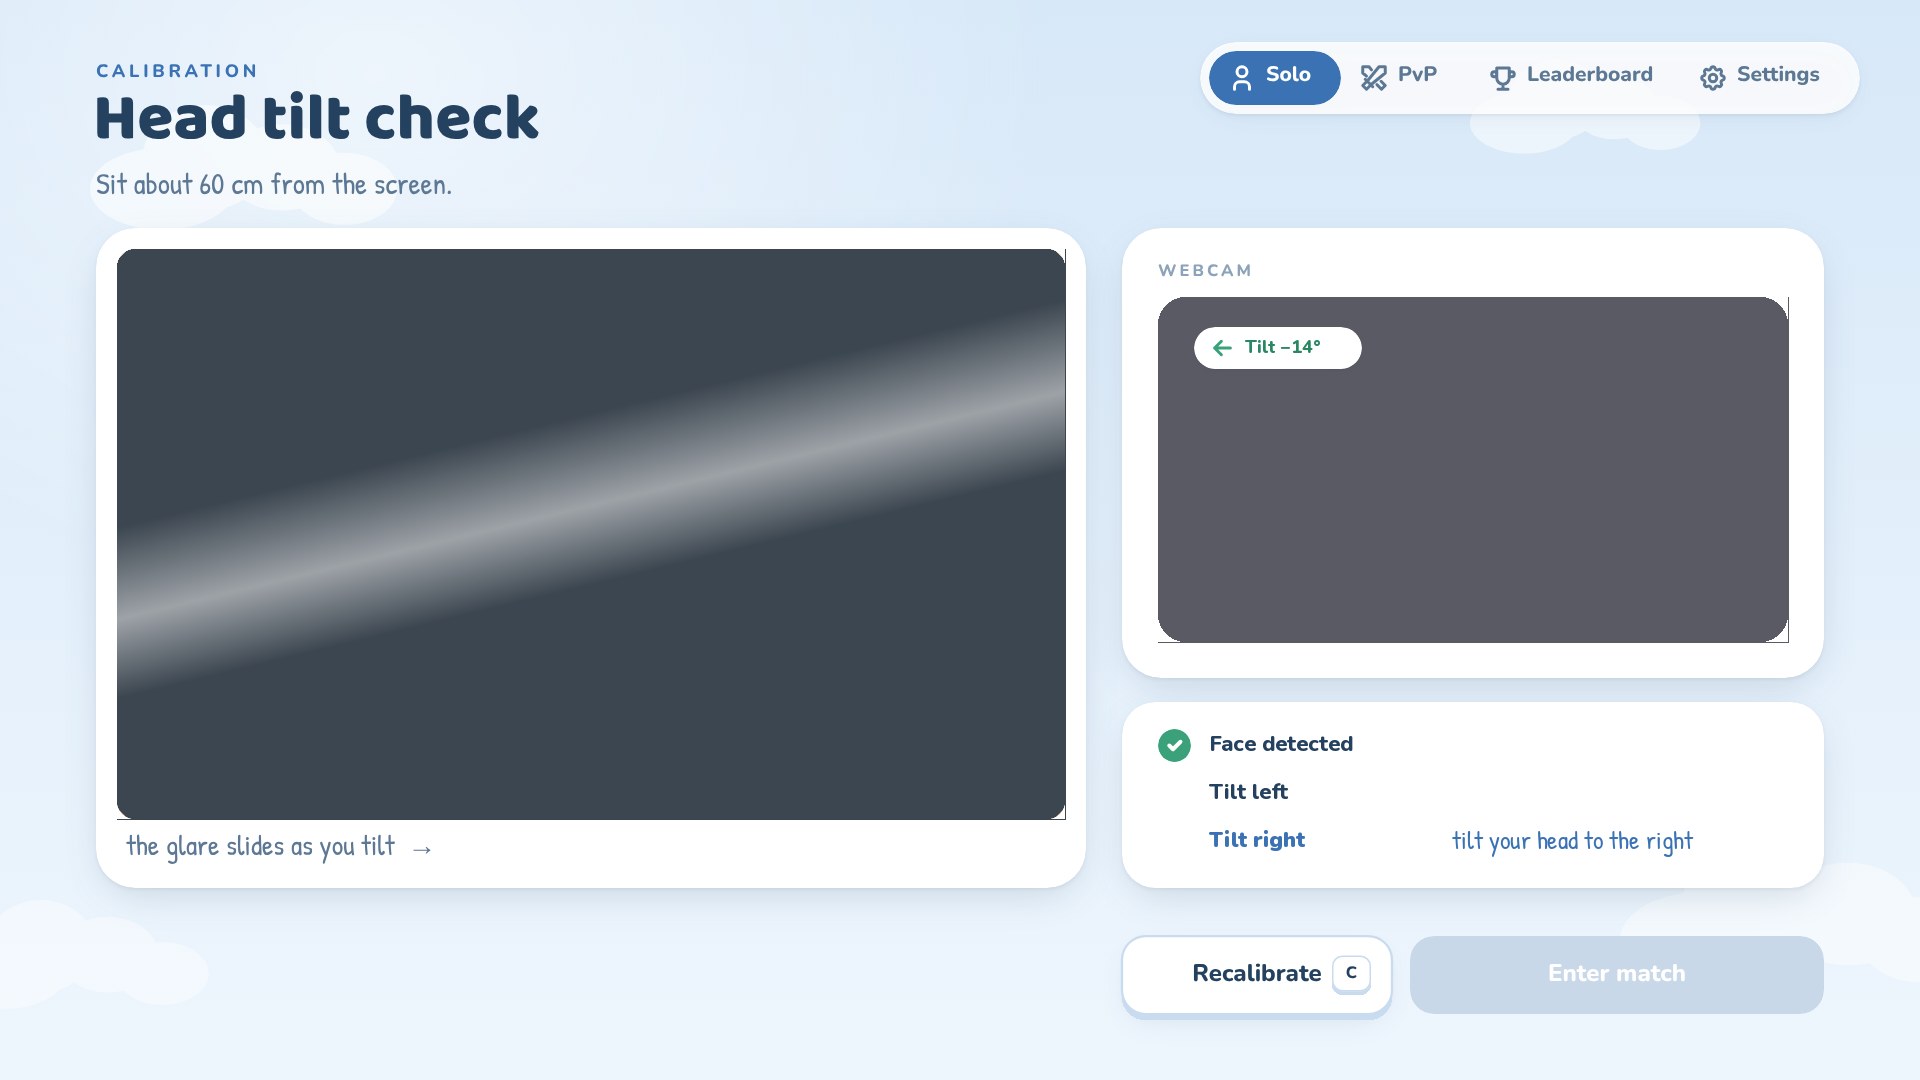 CALIBRATION
Head tilt check
Sit about 60 cm from the screen.
Solo
PvP
Leaderboard
Settings
the glare slides as you tilt →
WEBCAM
← Tilt −14°
Face detected
Tilt left
Tilt right
tilt your head to the right
Recalibrate C
Enter match